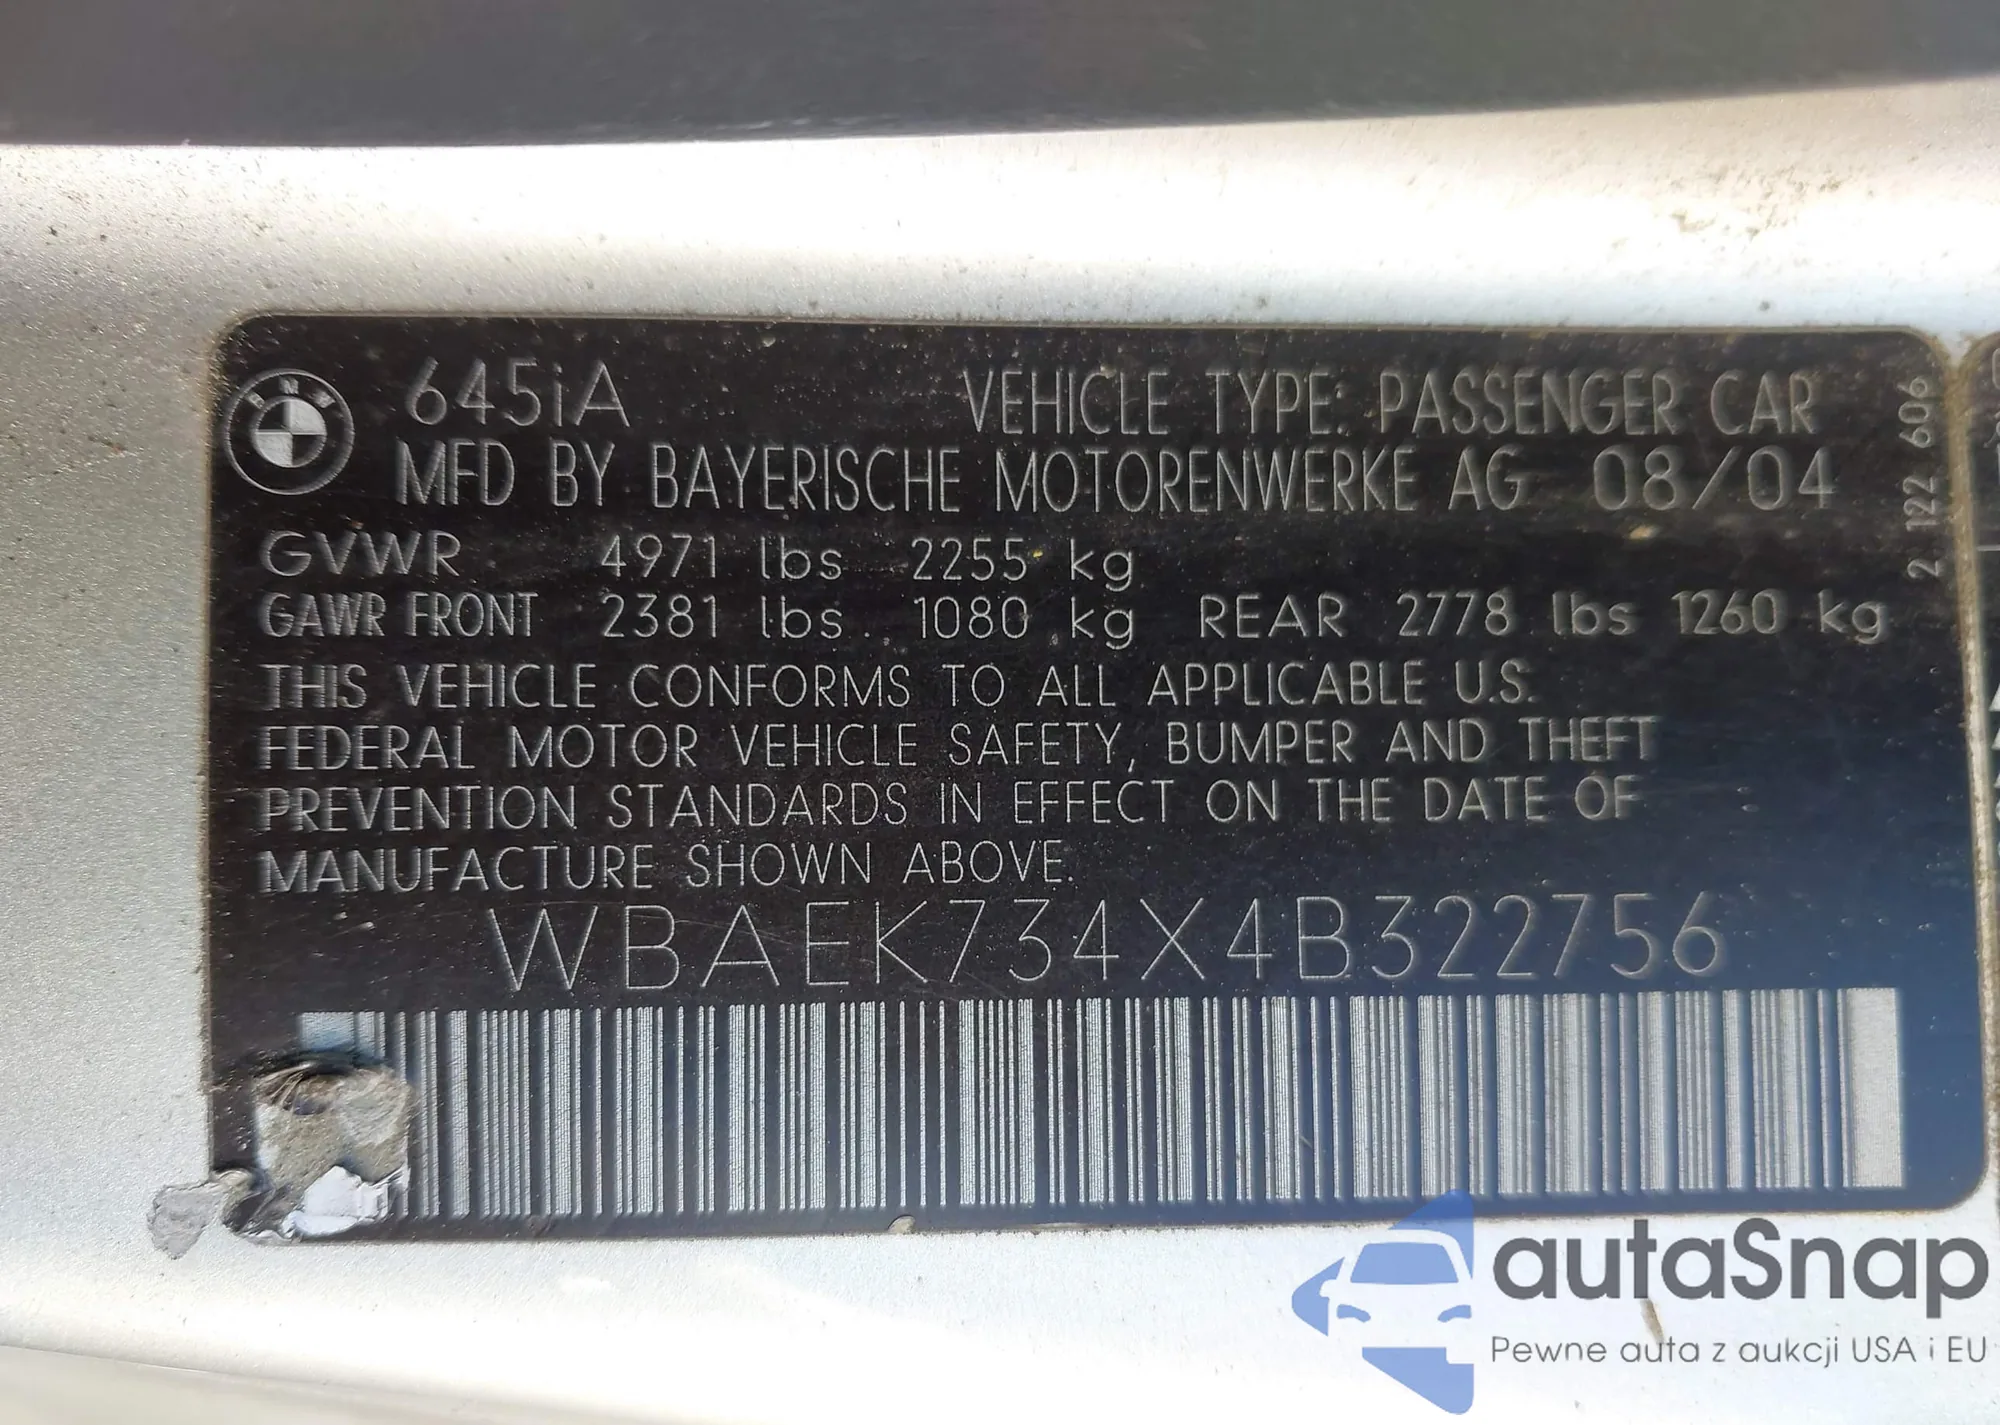 645iA VEHICLE TYPE: PASSENGER CAR
MFD BY BAYERISCHE MOTORENWERKE AG 08/04
GVWR 4971 lbs 2255 kg
GAWR FRONT 2381 lbs. 1080 kg REAR 2778 lbs 1260 kg
THIS VEHICLE CONFORMS TO ALL APPLICABLE U.S.
FEDERAL MOTOR VEHICLE SAFETY, BUMPER AND THEFT
PREVENTION STANDARDS IN EFFECT ON THE DATE OF
MANUFACTURE SHOWN ABOVE.
WBAEK734X4B322756
2 122 606
BMW
autaSnap
Pewne auta z aukcji USA i EU